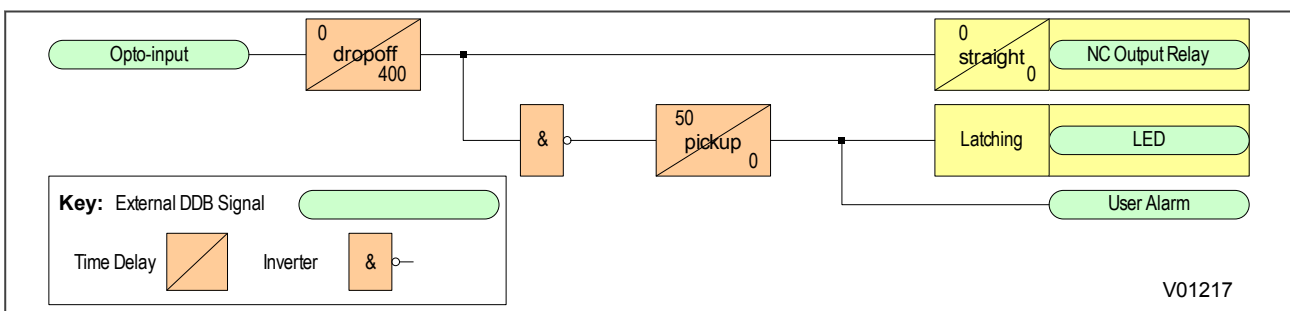 0
dropoff
400
Opto-input
0
straight
0
NC Output Relay
&
50
pickup
0
Latching
LED
User Alarm
Key: External DDB Signal
Time Delay
Inverter
&
V01217